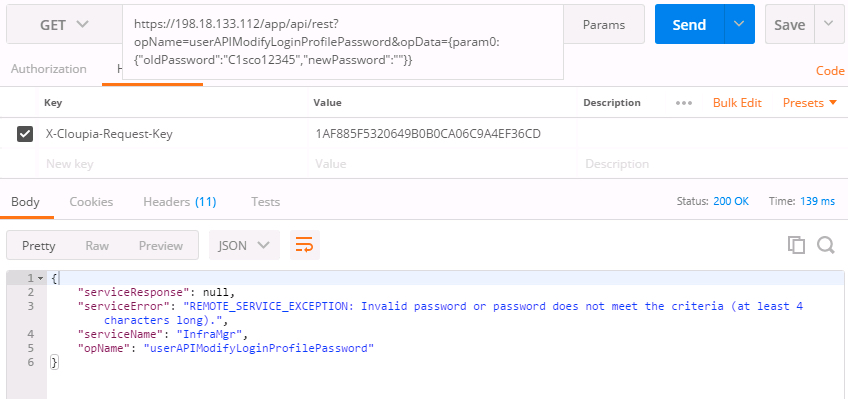 GET
https://198.18.133.112/app/api/rest?
opName=userAPIModifyLoginProfilePassword&opData={param0:
{"oldPassword":"C1sco12345","newPassword":""}}
Params
Send
Save
Authorization
H
Code
Key
Value
Description
•••
Bulk Edit
Presets
X-Cloupia-Request-Key
1AF885F5320649B0B0CA06C9A4EF36CD
New key
Value
Description
Body
Cookies
Headers (11)
Tests
Status: 200 OK
Time: 139 ms
Pretty
Raw
Preview
JSON
1 {
2 "serviceResponse": null,
3 "serviceError": "REMOTE_SERVICE_EXCEPTION: Invalid password or password does not meet the criteria (at least 4
characters long).",
4 "serviceName": "InfraMgr",
5 "opName": "userAPIModifyLoginProfilePassword"
6 }